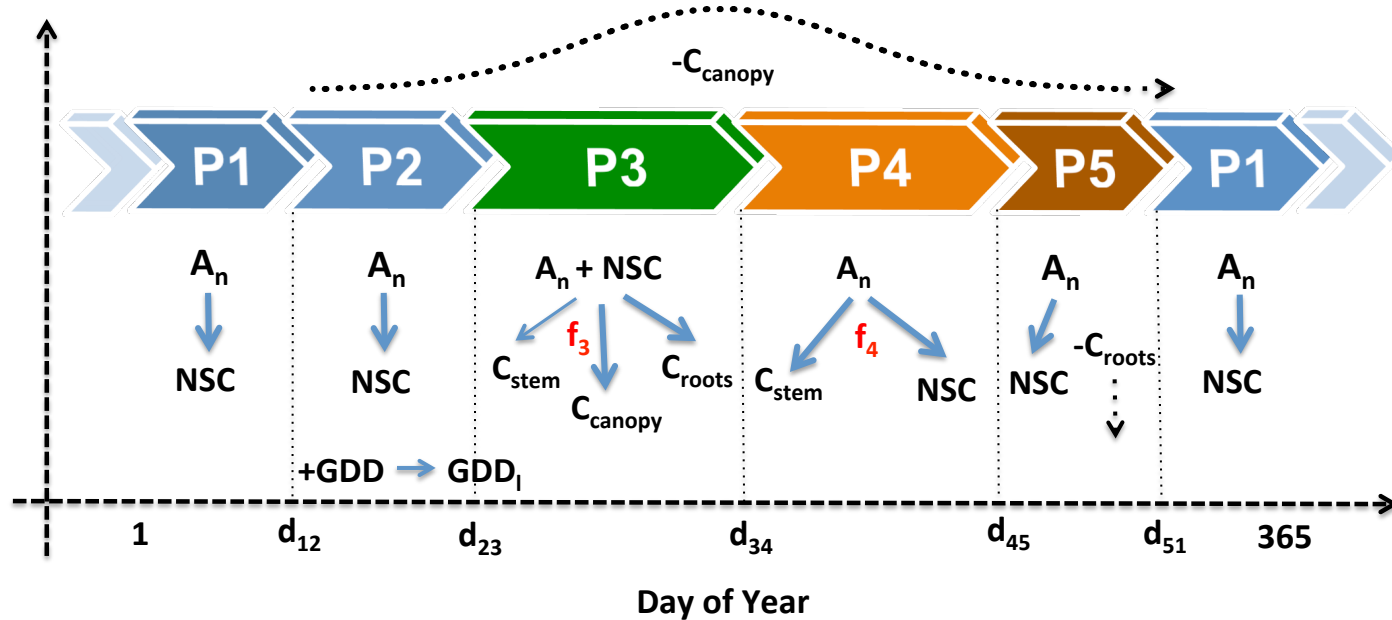 -C_canopy
P1 P2 P3 P4 P5 P1
A_n A_n A_n + NSC A_n A_n A_n
f_3 f_4
NSC NSC C_stem C_roots C_stem NSC NSC -C_roots NSC
C_canopy
+GDD GDD_l
1 d_12 d_23 d_34 d_45 d_51 365
Day of Year